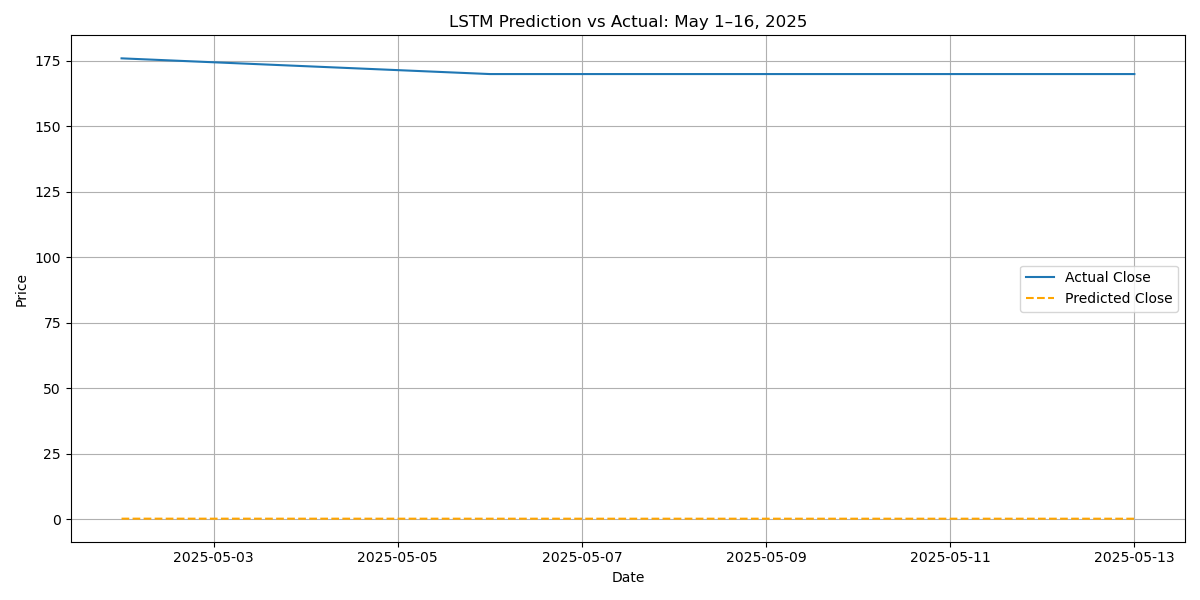 LSTM Prediction vs Actual: May 1–16, 2025
175
150
125
100
75
50
25
0
Price
Actual Close
Predicted Close
2025-05-03
2025-05-05
2025-05-07
2025-05-09
2025-05-11
2025-05-13
Date